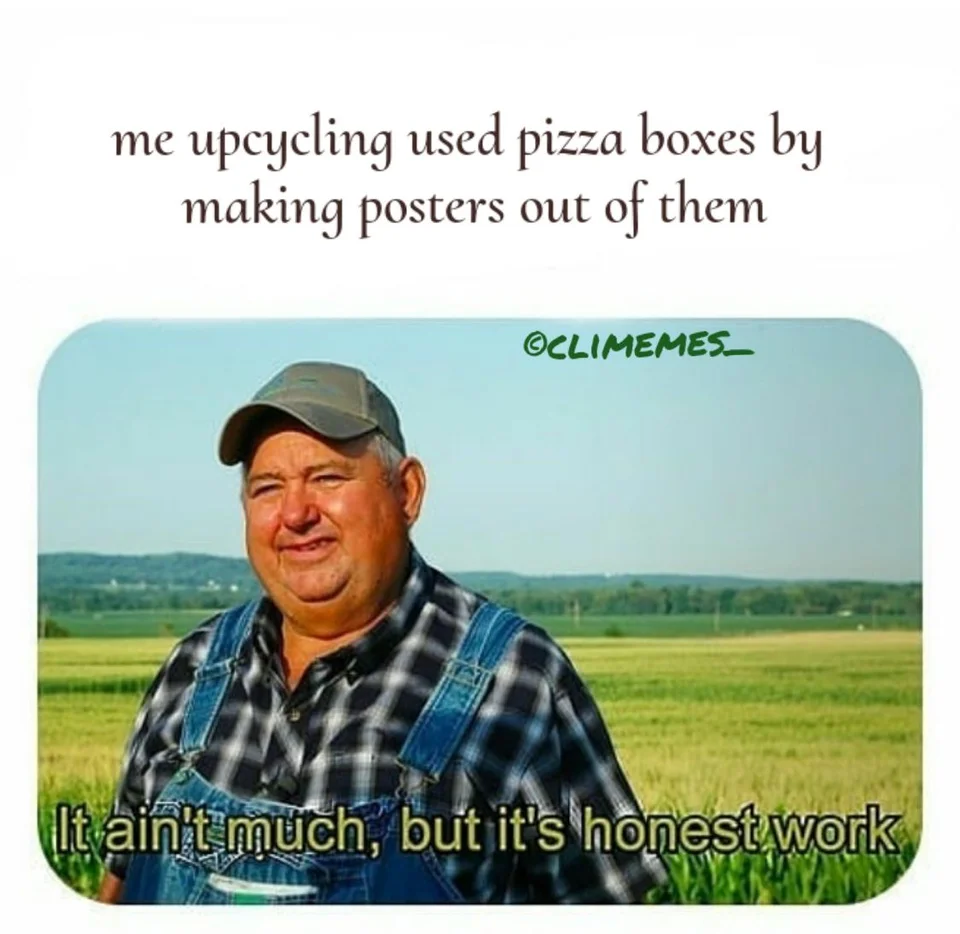 me upcycling used pizza boxes by
making posters out of them
©CLIMEMES_
It ain't much, but it's honest work